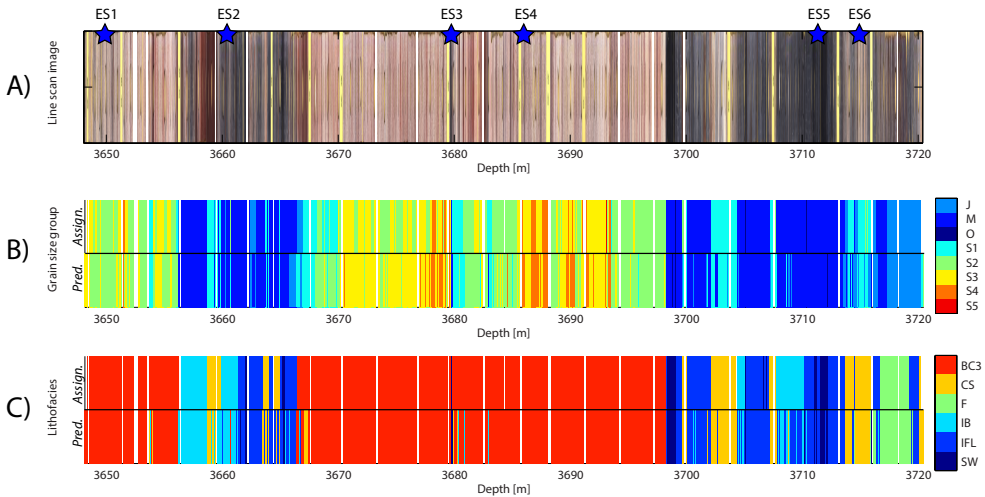 ES1 ES2 ES3 ES4 ES5 ES6
A)
Line scan image
3650 3660 3670 3680 3690 3700 3710 3720
Depth [m]
B)
Grain size group
Assign.
Pred.
J
M
O
S1
S2
S3
S4
S5
3650 3660 3670 3680 3690 3700 3710 3720
Depth [m]
C)
Lithofacies
Assign.
Pred.
BC3
CS
F
IB
IFL
SW
3650 3660 3670 3680 3690 3700 3710 3720
Depth [m]